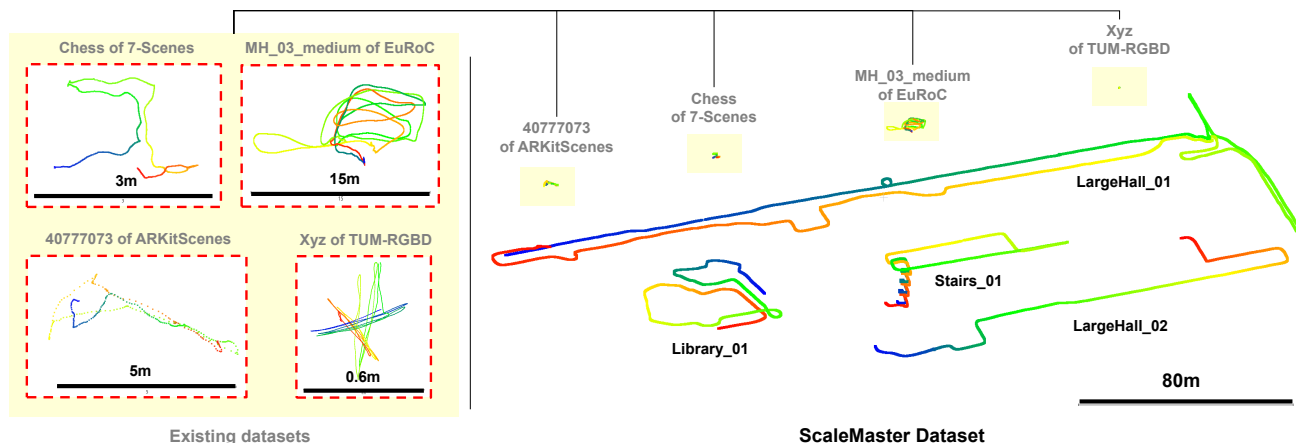 Chess of 7-Scenes
MH_03_medium of EuRoC
3m
15m
15
40777073 of ARKitScenes
Xyz of TUM-RGBD
5m
0.6m
Existing datasets
Xyz
of TUM-RGBD
MH_03_medium
of EuRoC
Chess
of 7-Scenes
40777073
of ARKitScenes
LargeHall_01
Stairs_01
LargeHall_02
Library_01
80m
ScaleMaster Dataset